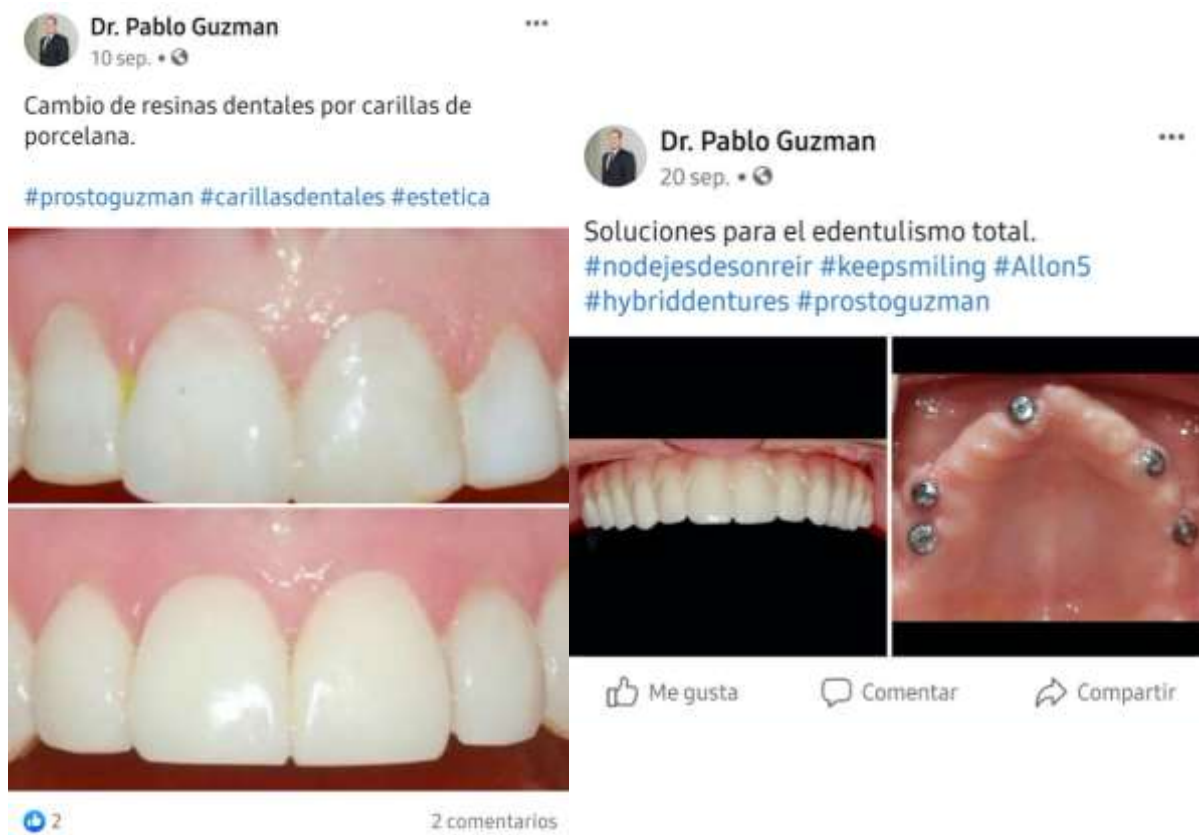 Dr. Pablo Guzman
10 sep. •
Cambio de resinas dentales por carillas de
porcelana.
#prostoguzman #carillasdentales #estetica
2
2 comentarios
Dr. Pablo Guzman
20 sep. •
Soluciones para el edentulismo total.
#nodejesdesonreir #keepsmiling #Allon5
#hybriddentures #prostoguzman
Me gusta
Comentar
Compartir